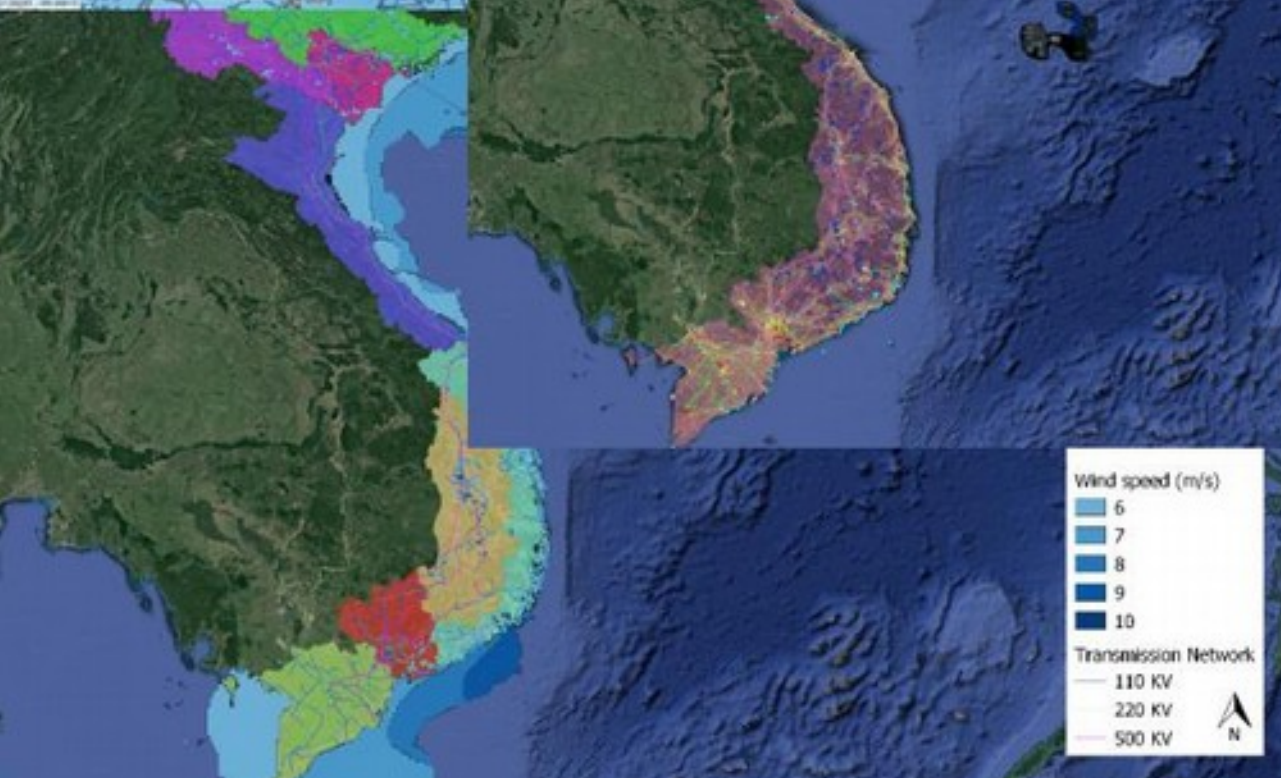 Wind speed (m/s)
6
7
8
9
10
Transmission Network
110 KV
220 KV
500 KV
N